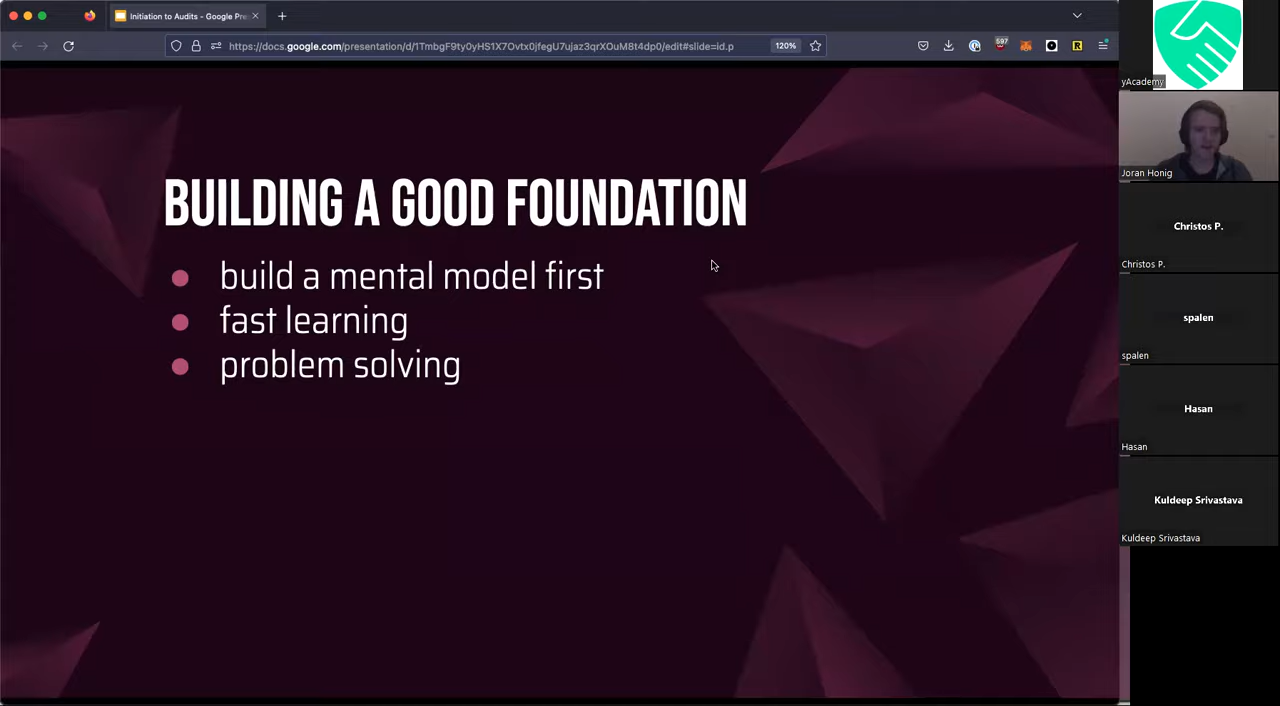 Initiation to Audits - Google Pre
https://docs.google.com/presentation/d/1TmbgF9ty0yHS1X7Ovtx0jfegU7ujaz3qrXOuM8t4dp0/edit#slide=id.p
120%
597
BUILDING A GOOD FOUNDATION
build a mental model first
fast learning
problem solving
yAcademy
Joran Honig
Christos P.
Christos P.
spalen
spalen
Hasan
Hasan
Kuldeep Srivastava
Kuldeep Srivastava